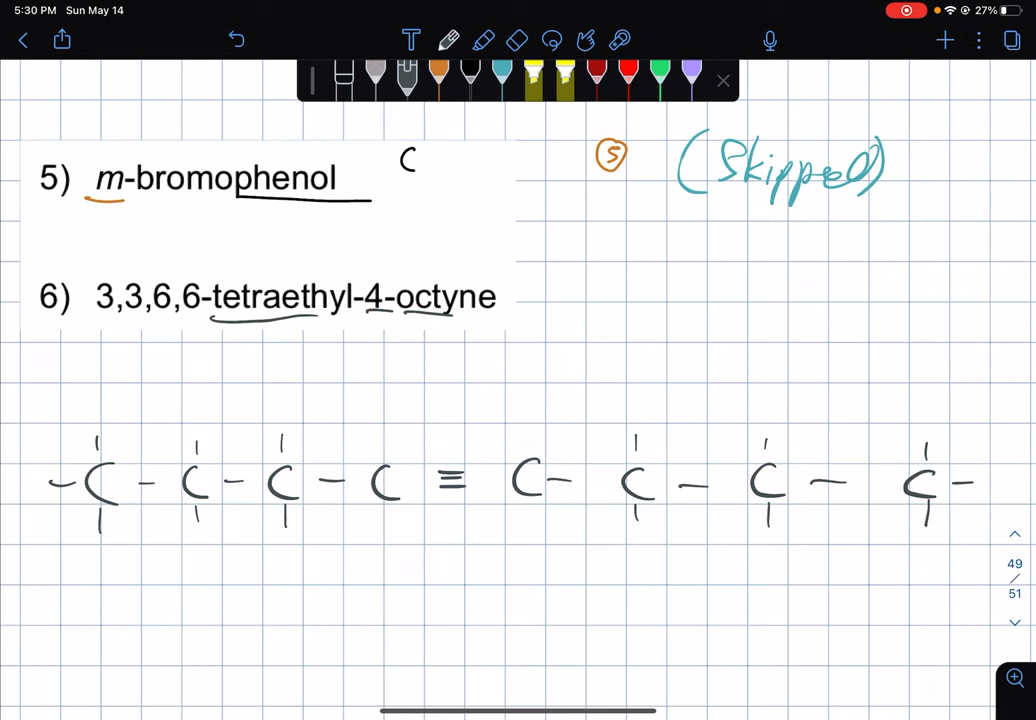 5:30 PM Sun May 14
27%
T
5) m-bromophenol
C
5
(Skipped)
6) 3,3,6,6-tetraethyl-4-octyne
- C - C - C - C ≡ C - C - C - C -
49
/
51